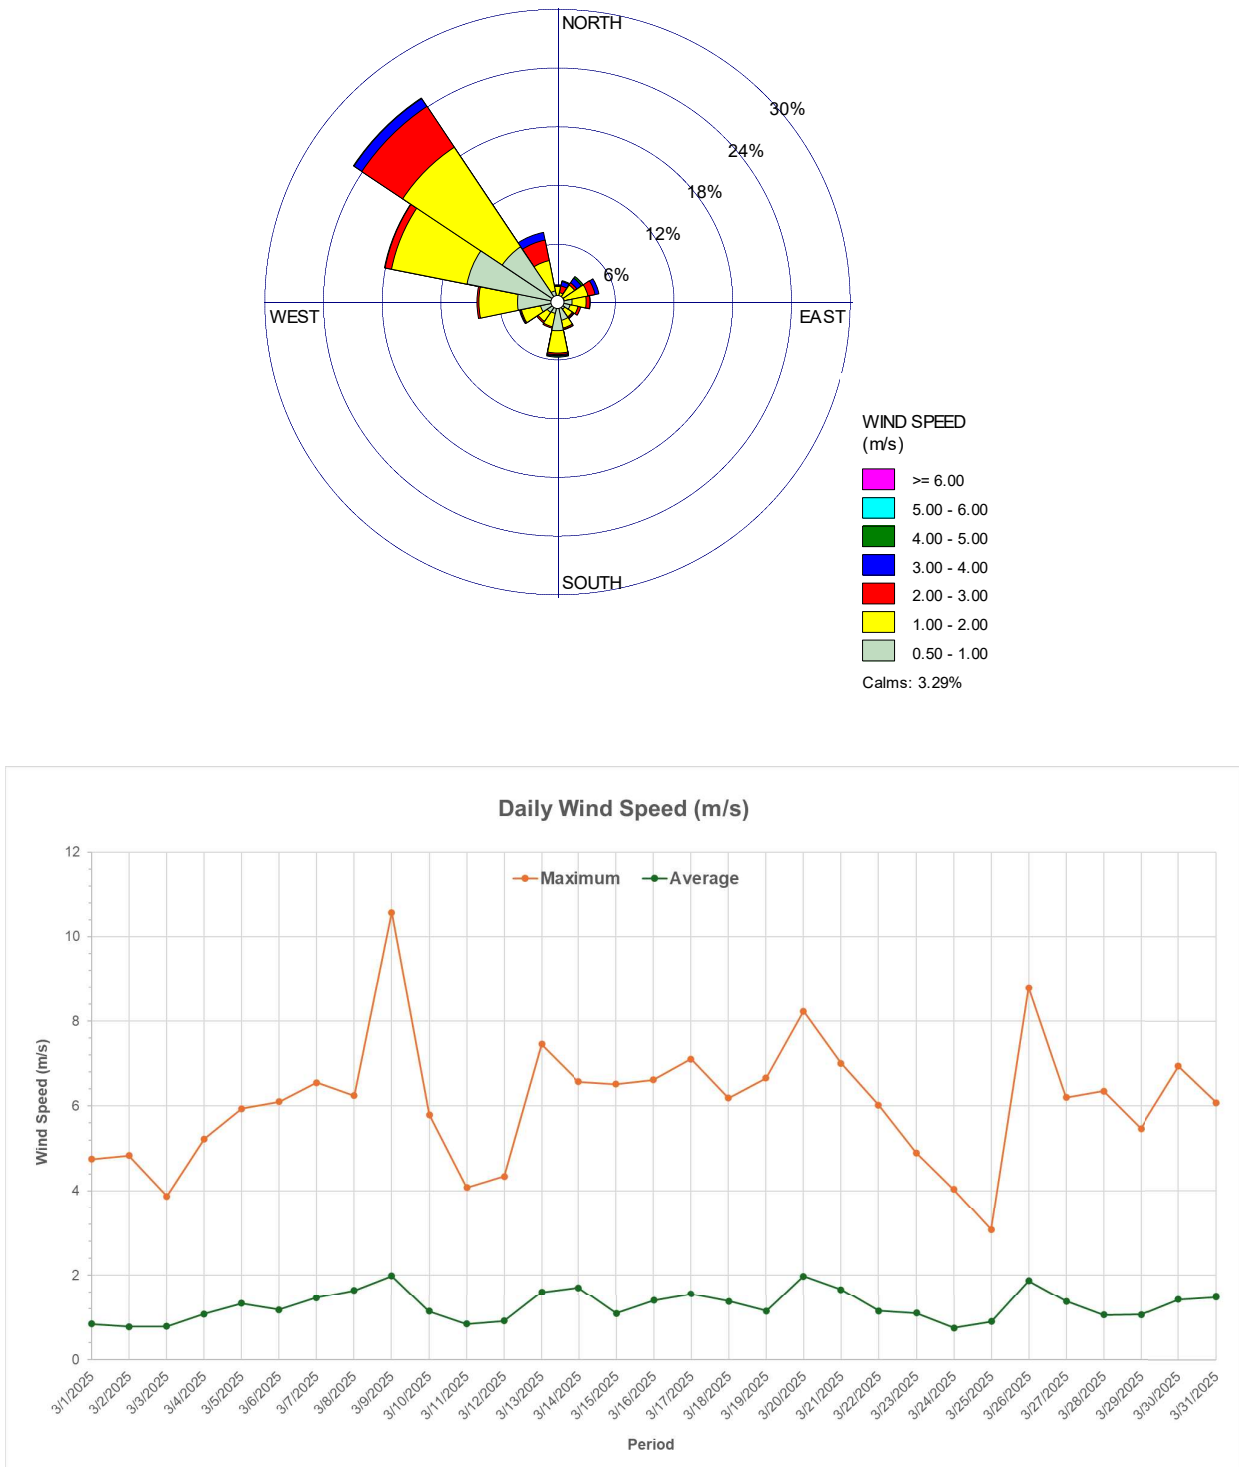 NORTH
30%
24%
18%
12%
6%
WEST
EAST
SOUTH
WIND SPEED
(m/s)
>= 6.00
5.00 - 6.00
4.00 - 5.00
3.00 - 4.00
2.00 - 3.00
1.00 - 2.00
0.50 - 1.00
Calms: 3.29%
Daily Wind Speed (m/s)
Maximum Average
12
10
8
6
4
2
0
Wind Speed (m/s)
3/1/2025
3/2/2025
3/3/2025
3/4/2025
3/5/2025
3/6/2025
3/7/2025
3/8/2025
3/9/2025
3/10/2025
3/11/2025
3/12/2025
3/13/2025
3/14/2025
3/15/2025
3/16/2025
3/17/2025
3/18/2025
3/19/2025
3/20/2025
3/21/2025
3/22/2025
3/23/2025
3/24/2025
3/25/2025
3/26/2025
3/27/2025
3/28/2025
3/29/2025
3/30/2025
3/31/2025
Period